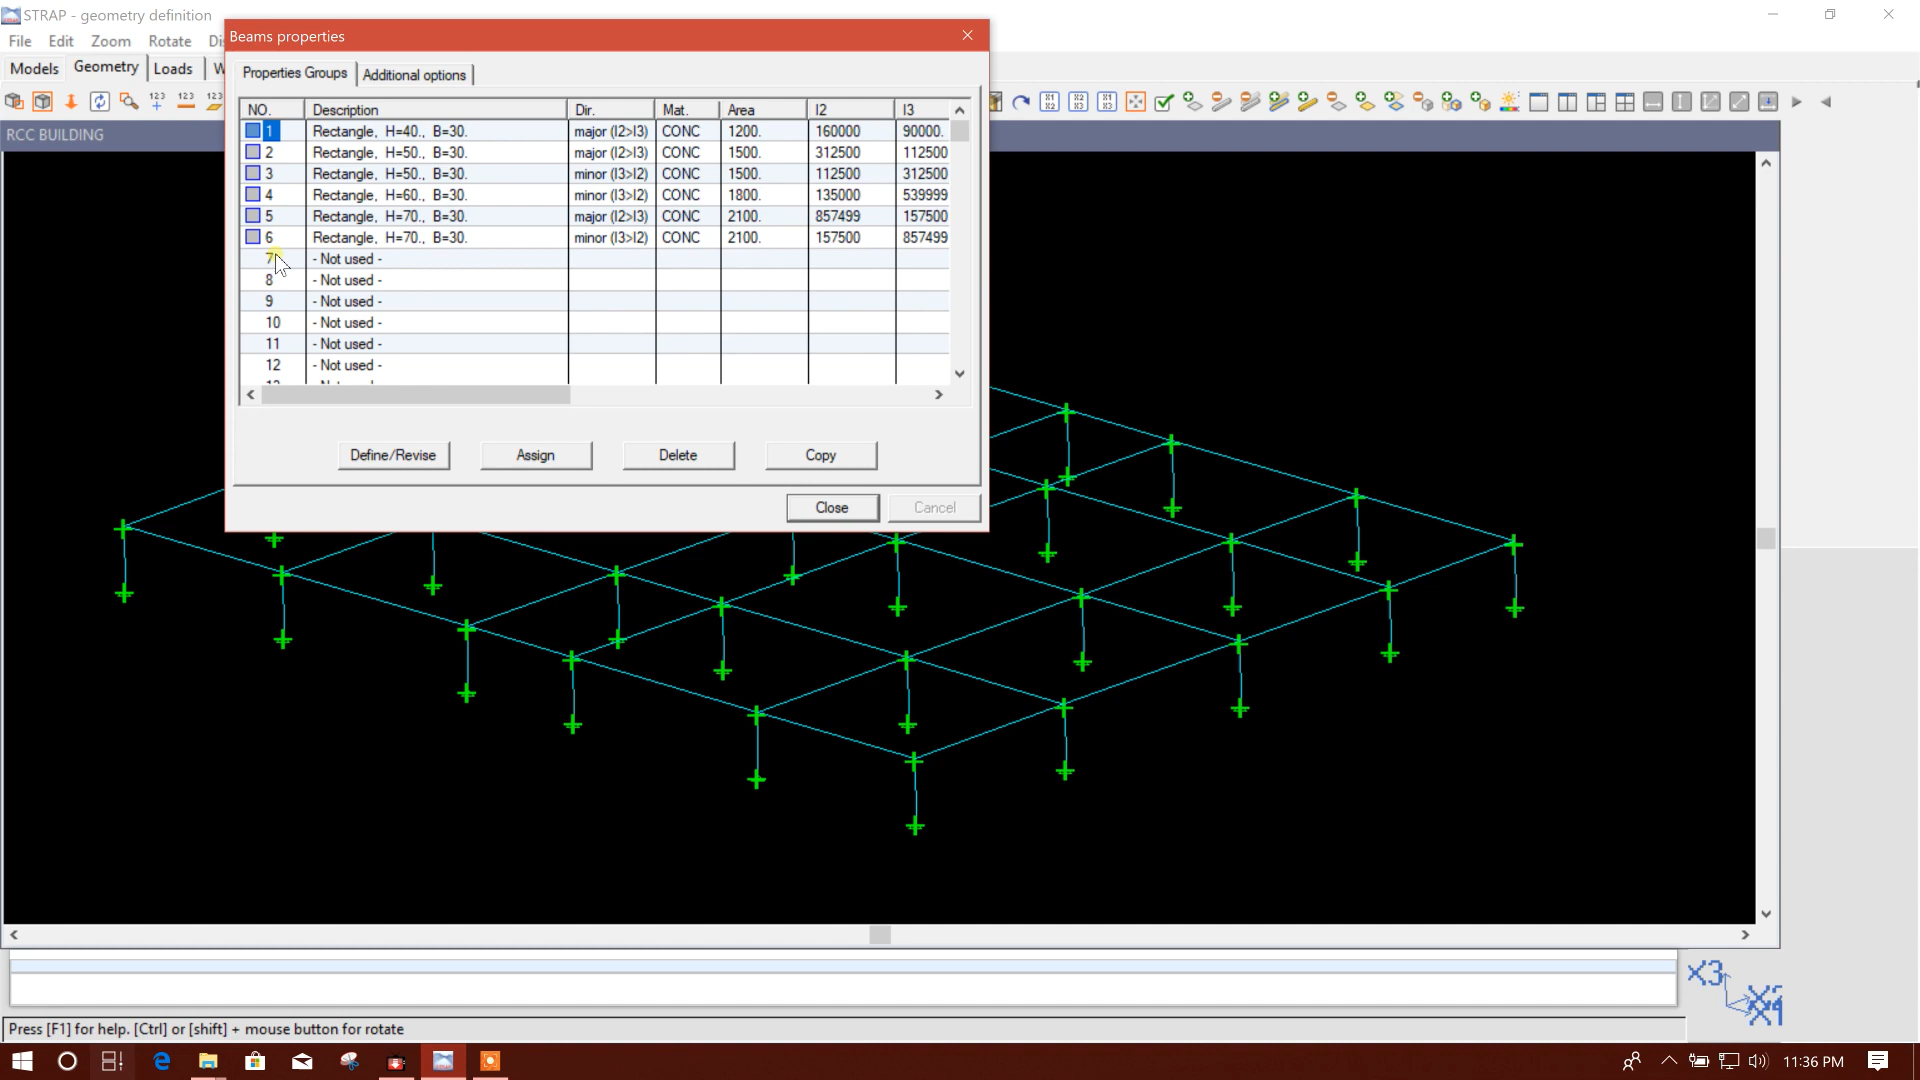 STRAP - geometry definition
Beams properties
File Edit Zoom Rotate
Models Geometry Loads
Properties Groups Additional options
RCC BUILDING
NO. Description Dir. Mat. Area I2 I3
1 Rectangle, H=40., B=30. major (I2>I3) CONC 1200. 160000 90000.
2 Rectangle, H=50., B=30. major (I2>I3) CONC 1500. 312500 112500
3 Rectangle, H=50., B=30. minor (I3>I2) CONC 1500. 112500 312500
4 Rectangle, H=60., B=30. minor (I3>I2) CONC 1800. 135000 539999
5 Rectangle, H=70., B=30. major (I2>I3) CONC 2100. 857499 157500
6 Rectangle, H=70., B=30. minor (I3>I2) CONC 2100. 157500 857499
7 - Not used -
8 - Not used -
9 - Not used -
10 - Not used -
11 - Not used -
12 - Not used -
Define/Revise Assign Delete Copy
Close Cancel
X3
Press [F1] for help. [Ctrl] or [shift] + mouse button for rotate
11:36 PM